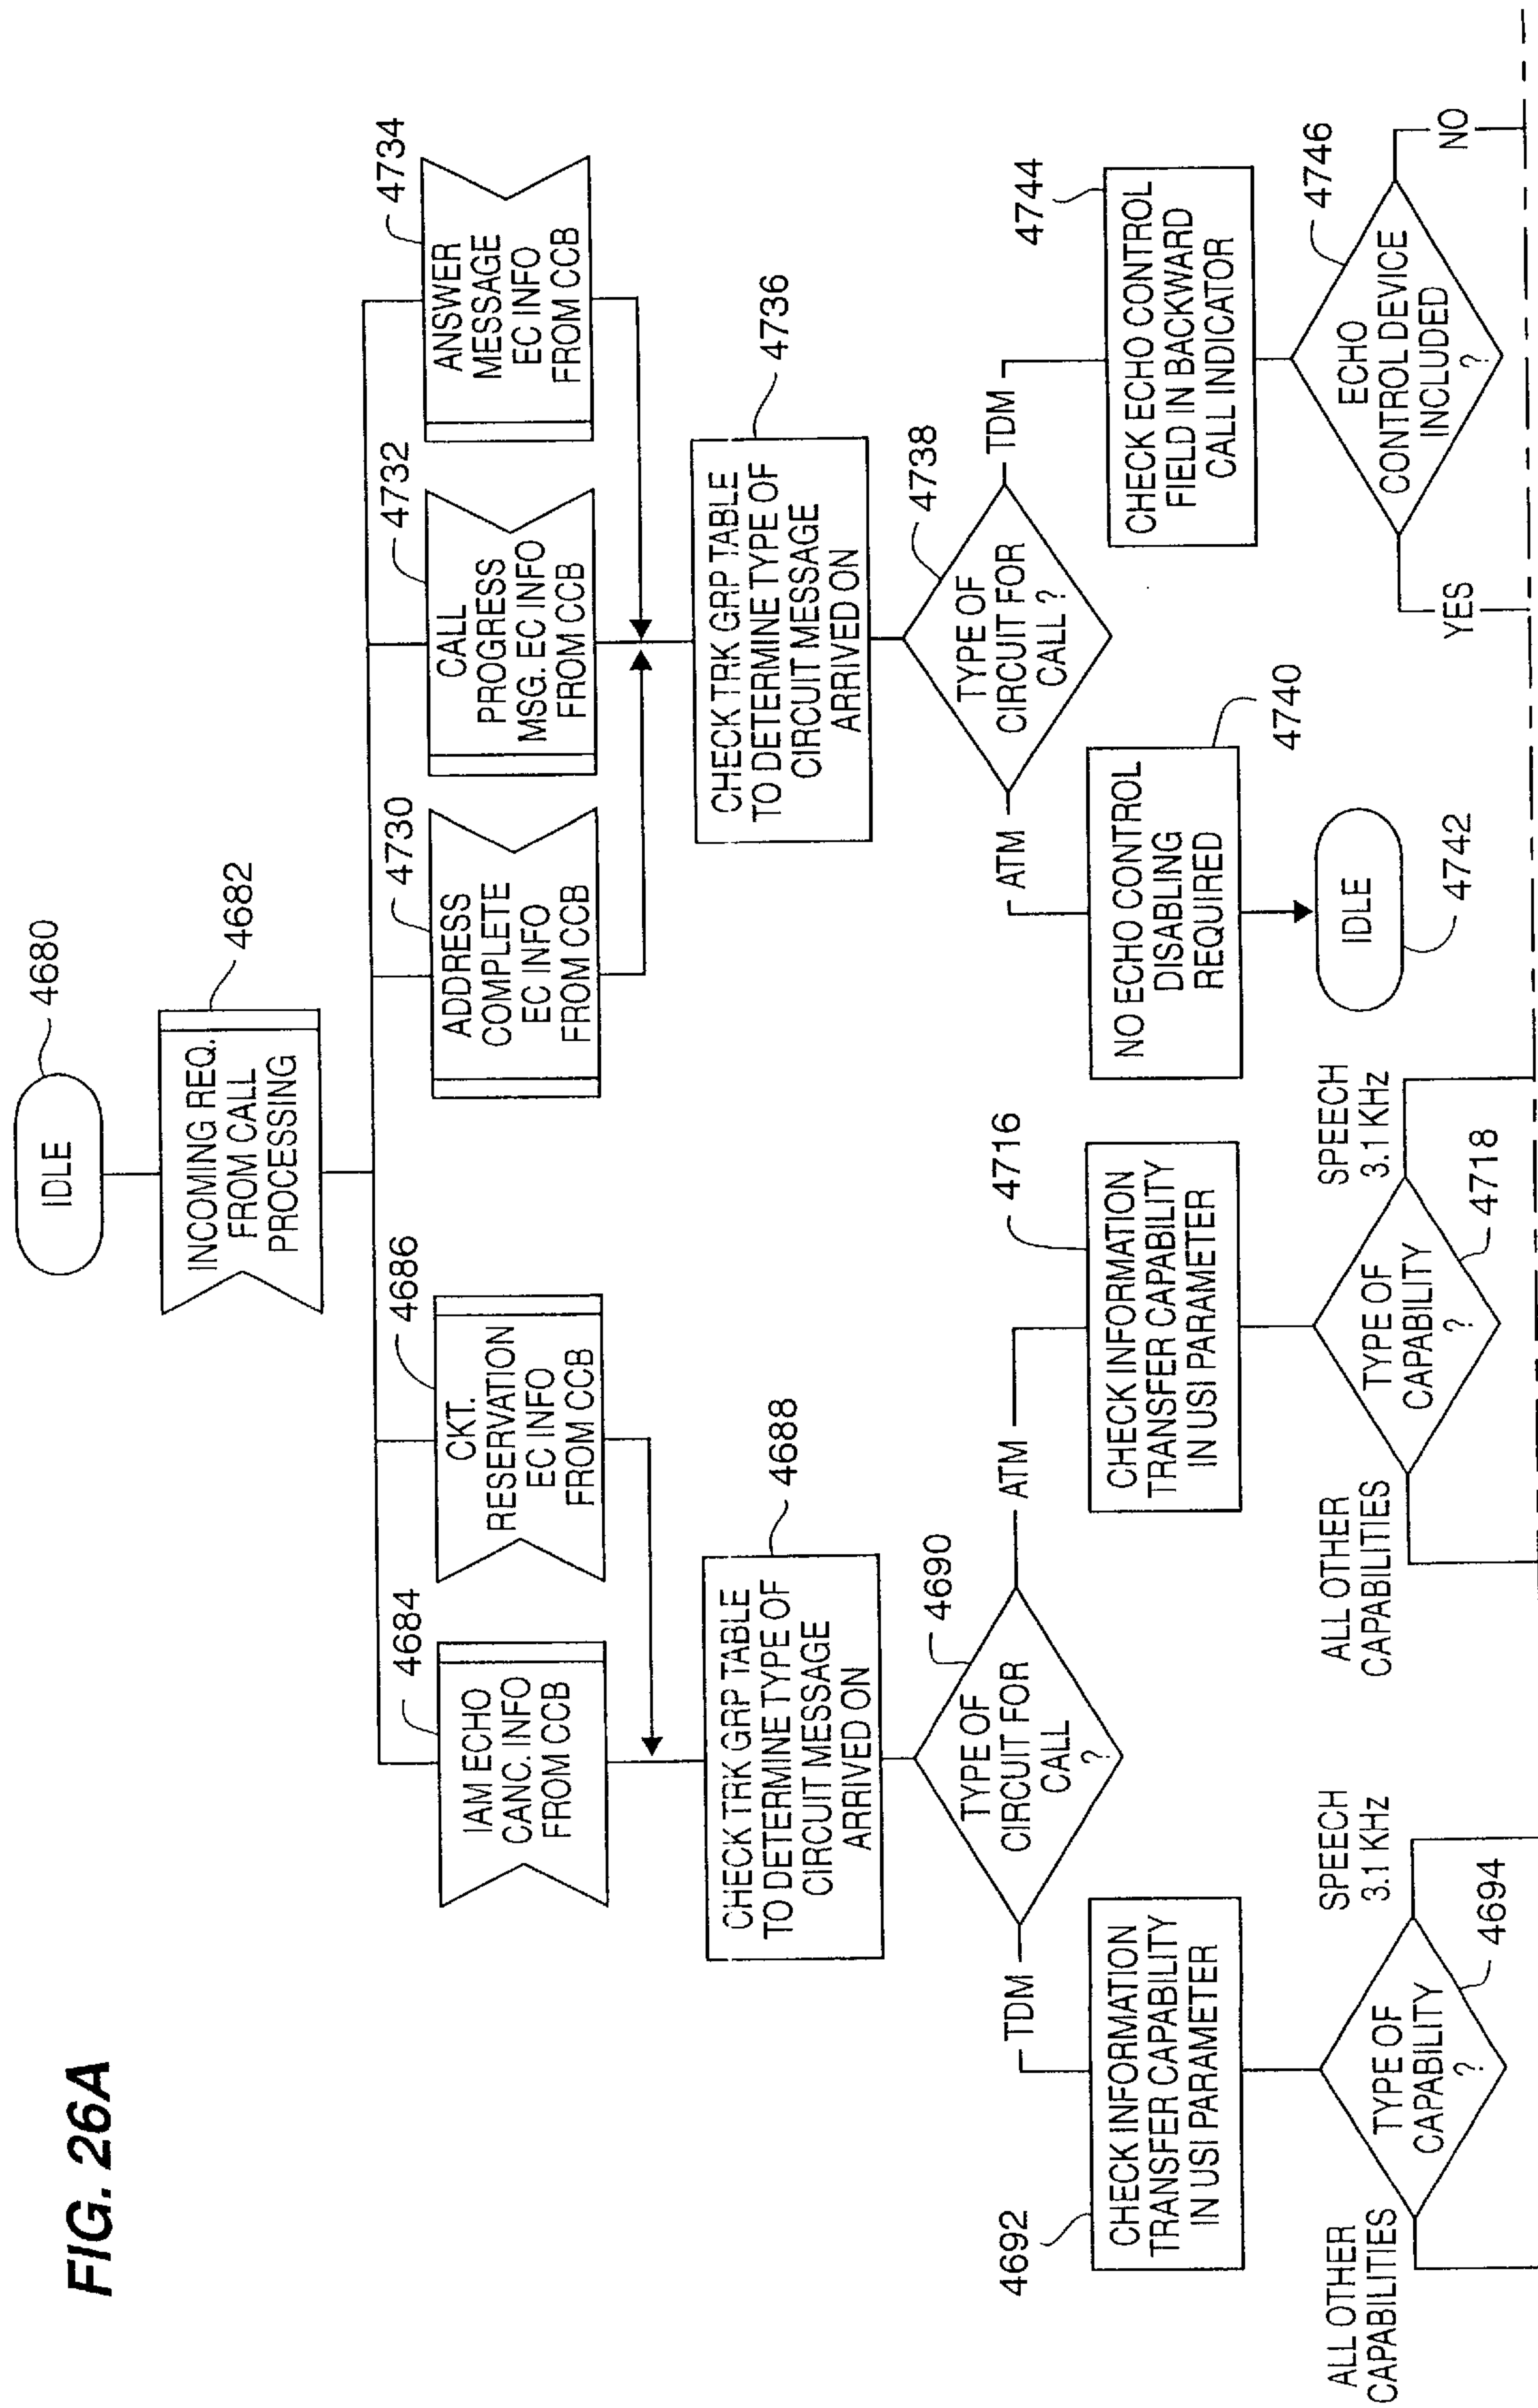 FIG. 26A
IDLE
4680
INCOMING REQ.
FROM CALL
PROCESSING
4682
IAM ECHO
CANC. INFO
FROM CCB
4684
CKT.
RESERVATION
EC INFO
FROM CCB
4686
ADDRESS
COMPLETE
EC INFO
FROM CCB
4730
CALL
PROGRESS
MSG. EC INFO
FROM CCB
4732
ANSWER
MESSAGE
EC INFO
FROM CCB
4734
CHECK TRK GRP TABLE
TO DETERMINE TYPE OF
CIRCUIT MESSAGE
ARRIVED ON
4688
CHECK TRK GRP TABLE
TO DETERMINE TYPE OF
CIRCUIT MESSAGE
ARRIVED ON
4736
TYPE OF
CIRCUIT FOR
CALL
?
4690
TDM
ATM
TYPE OF
CIRCUIT FOR
CALL ?
4738
ATM
TDM
4692
CHECK INFORMATION
TRANSFER CAPABILITY
IN USI PARAMETER
CHECK INFORMATION
TRANSFER CAPABILITY
IN USI PARAMETER
4716
NO ECHO CONTROL
DISABLING
REQUIRED
4740
CHECK ECHO CONTROL
FIELD IN BACKWARD
CALL INDICATOR
4744
ALL OTHER
CAPABILITIES
TYPE OF
CAPABILITY
?
SPEECH
3.1 KHz
4694
ALL OTHER
CAPABILITIES
TYPE OF
CAPABILITY
?
SPEECH
3.1 KHz
4718
IDLE
4742
ECHO
CONTROL DEVICE
INCLUDED
?
4746
YES
NO